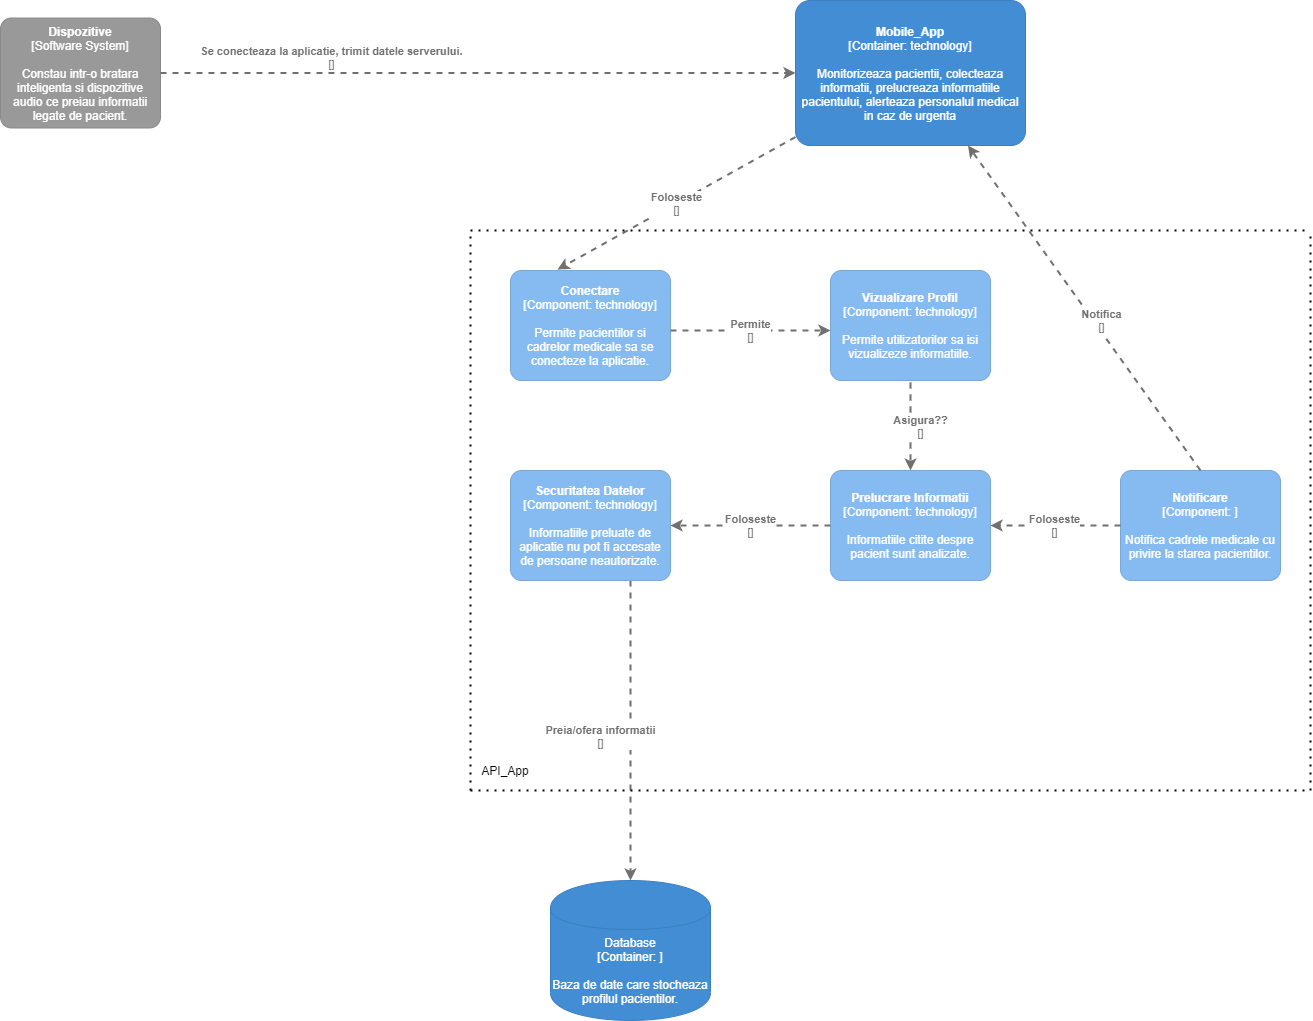 Dispozitive
[Software System]
Constau intr-o bratara
inteligenta si dispozitive
audio ce preiau informatii
legate de pacient.
Se conecteaza la aplicatie, trimit datele serverului.
[]
Mobile_App
[Container: technology]
Monitorizeaza pacientii, colecteaza
informatii, prelucreaza informatiile
pacientului, alerteaza personalul medical
in caz de urgenta
Foloseste
[]
Conectare
[Component: technology]
Permite pacientilor si
cadrelor medicale sa se
conecteze la aplicatie.
Permite
[]
Vizualizare Profil
[Component: technology]
Permite utilizatorilor sa isi
vizualizeze informatiile.
Notifica
[]
Asigura??
[]
Securitatea Datelor
[Component: technology]
Informatiile preluate de
aplicatie nu pot fi accesate
de persoane neautorizate.
Foloseste
[]
Prelucrare Informatii
[Component: technology]
Informatiile citite despre
pacient sunt analizate.
Foloseste
[]
Notificare
[Component: ]
Notifica cadrele medicale cu
privire la starea pacientilor.
Preia/ofera informatii
[]
API_App
Database
[Container: ]
Baza de date care stocheaza
profilul pacientilor.